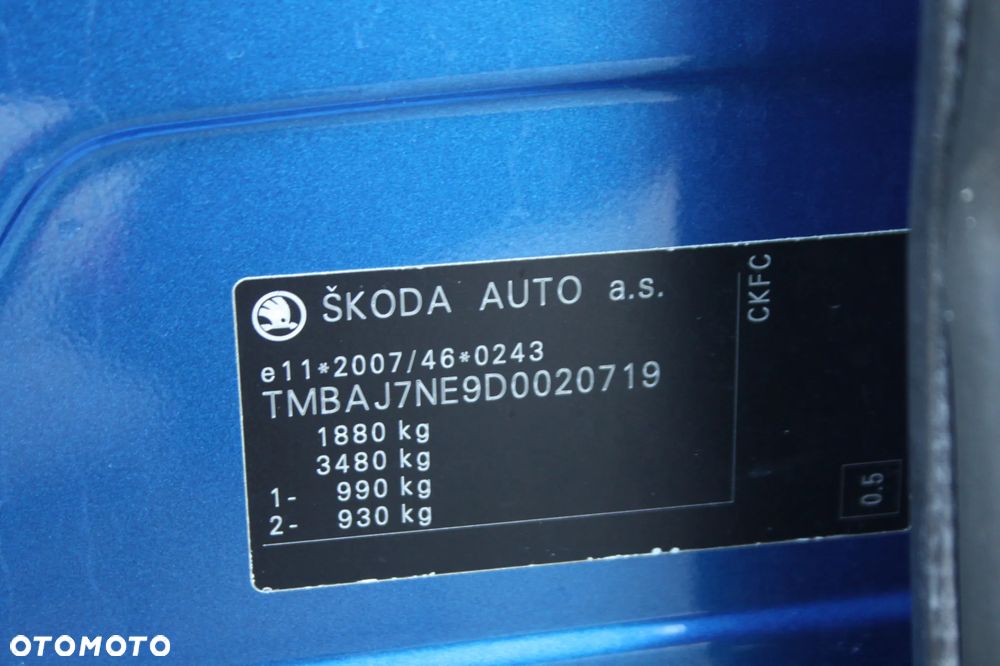 ŠKODA AUTO a.s.
CKFC
e11*2007/46*0243
TMBAJ7NE9D0020719
1880 kg
3480 kg
1- 990 kg
2- 930 kg
0.5
OTOMOTO